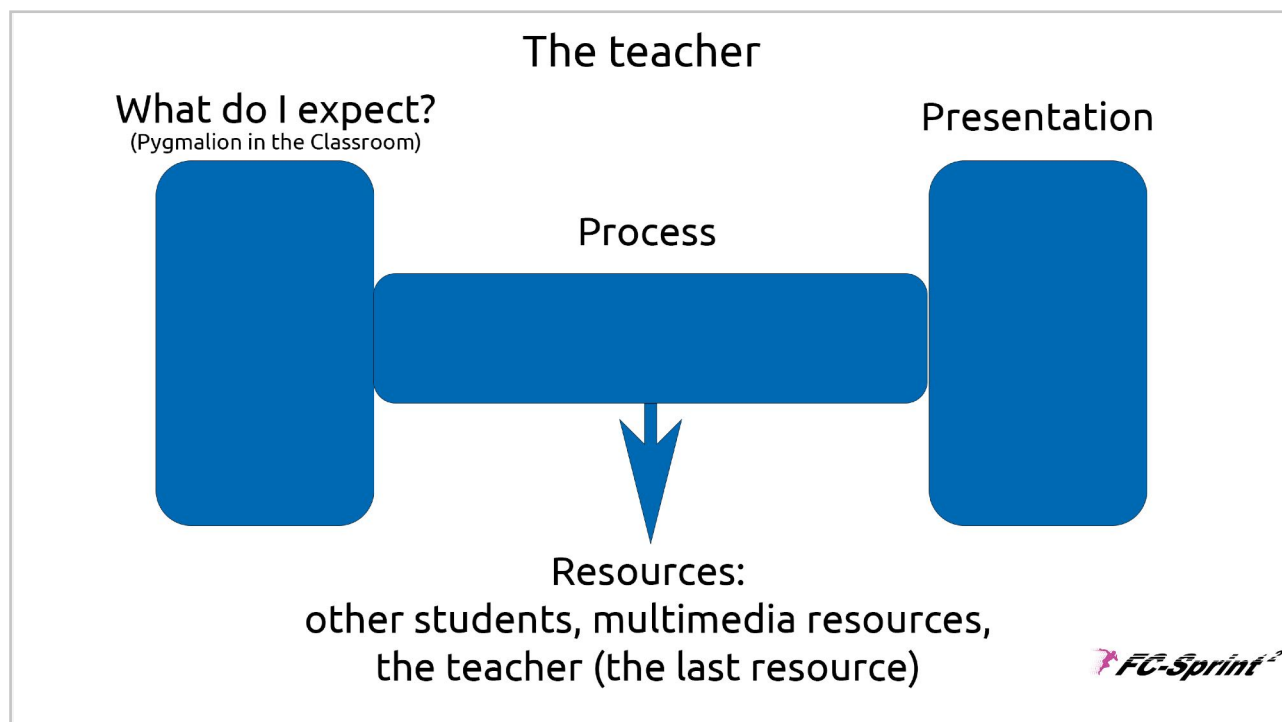 The teacher
What do I expect?
(Pygmalion in the Classroom)
Presentation
Process
Resources:
other students, multimedia resources,
the teacher (the last resource)
FC-Sprint²